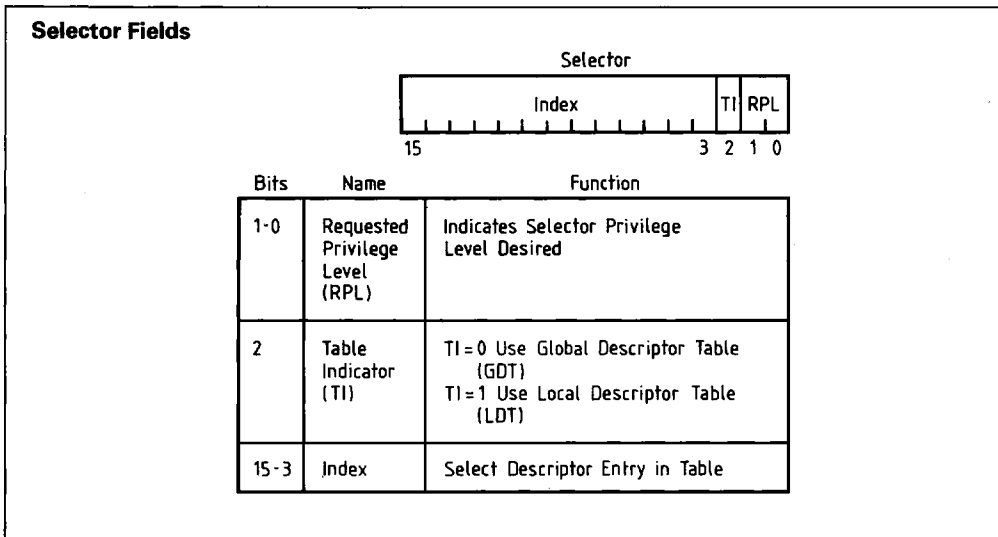 Selector Fields
Selector
Index TI RPL
15 3 2 1 0
Bits Name Function
1-0 Requested Privilege Level (RPL) Indicates Selector Privilege Level Desired
2 Table Indicator (TI) TI=0 Use Global Descriptor Table (GDT) TI=1 Use Local Descriptor Table (LDT)
15-3 Index Select Descriptor Entry in Table